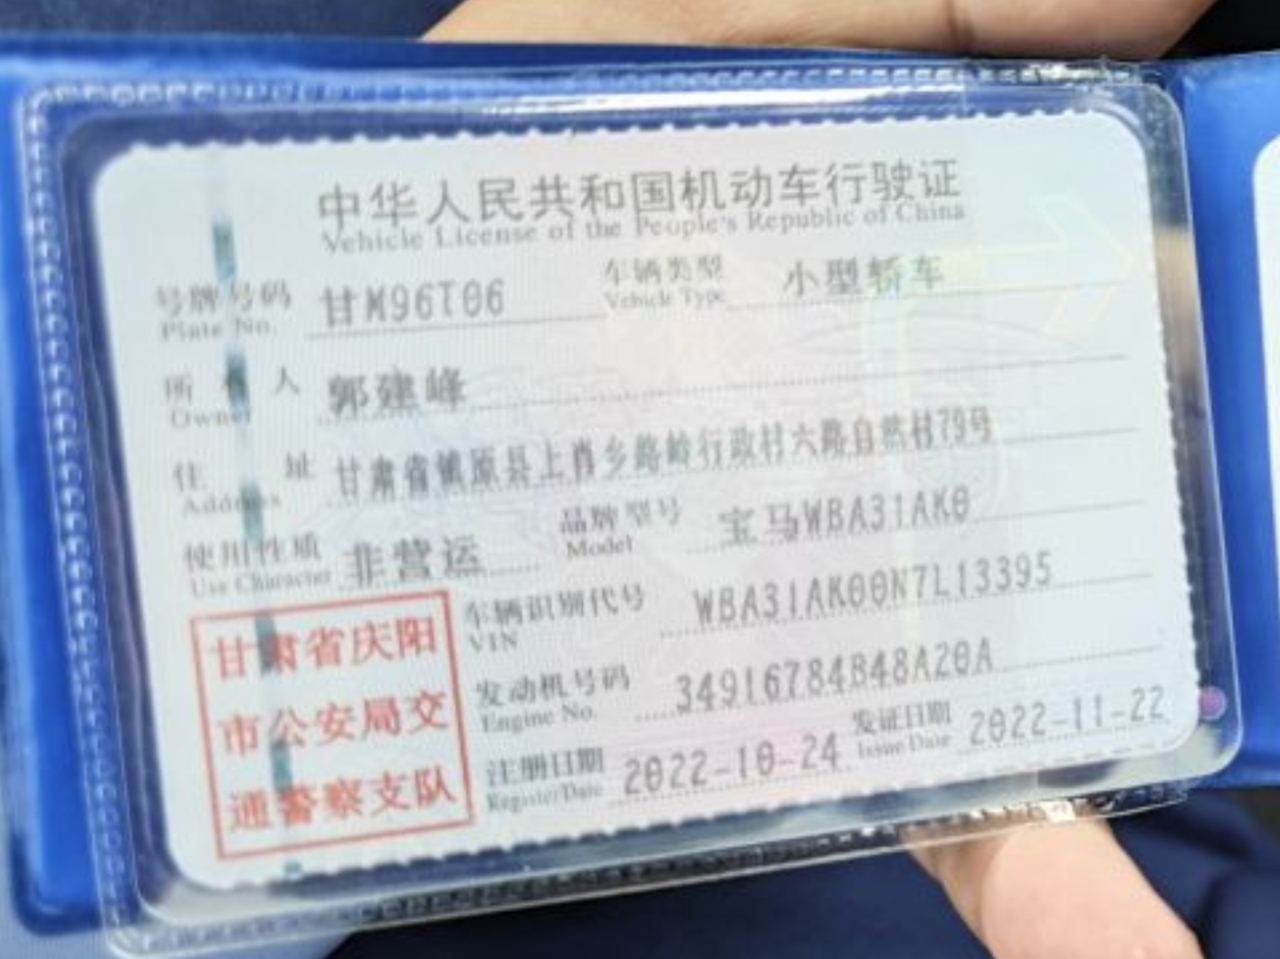 中华人民共和国机动车行驶证
Vehicle License of the People's Republic of China
号牌号码 甘M96T06 车辆类型 小型轿车
Plate No. Vehicle Type
所有人 郭建峰
Owner
住址 甘肃省镇原县上肖乡路岭行政村六路自然村79号
Address
使用性质 非营运 品牌型号 宝马WBA31AK0
Use Character Model
车辆识别代号 WBA31AK00N7L13395
VIN
发动机号码 34916784B48A20A
Engine No.
注册日期 2022-10-24 发证日期 2022-11-22
Register Date Issue Date
甘肃省庆阳
市公安局交
通警察支队